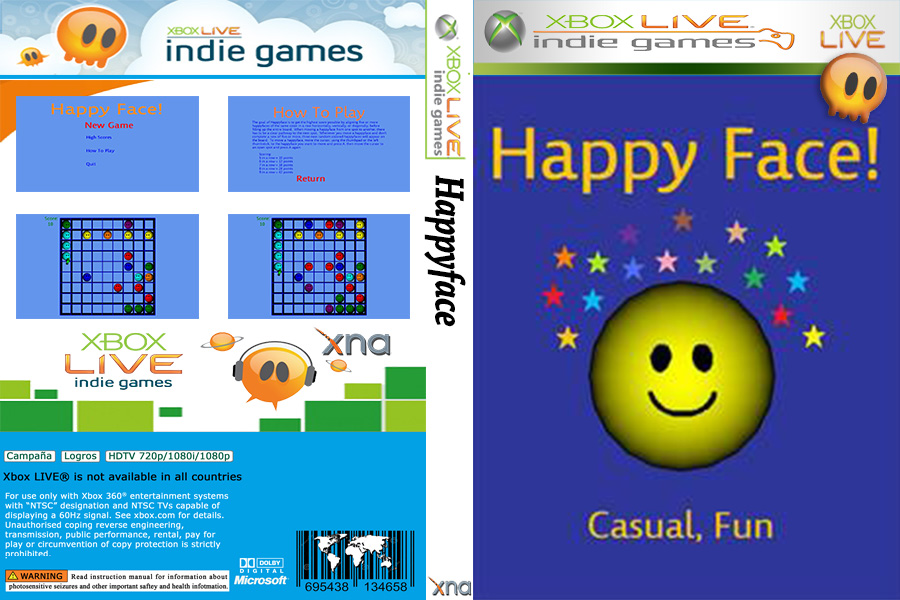 XBOX LIVE
indie games
Happy Face!
New Game
High Scores
How To Play
Quit
How To Play
Return
Score:
Score:
XBOX
LIVE
indie games
xna
Campaña
Logros
HDTV 720p/1080i/1080p
Xbox LIVE® is not available in all countries
For use only with Xbox 360® entertainment systems
with "NTSC" designation and NTSC TVs capable of
displaying a 60Hz signal. See xbox.com for details.
Unauthorised coping reverse engineering,
transmission, public performance, rental, pay for
play or circumvention of copy protection is strictly
prohibited.
WARNING Read instruction manual for information about
photosensitive seizures and other important saftey and health infotmation.
DOLBY
DIGITAL
Microsoft
695438 134658
XBOX LIVE
indie games
Happyface
xna
XBOX LIVE
indie games
XBOX
LIVE
Happy Face!
Casual, Fun